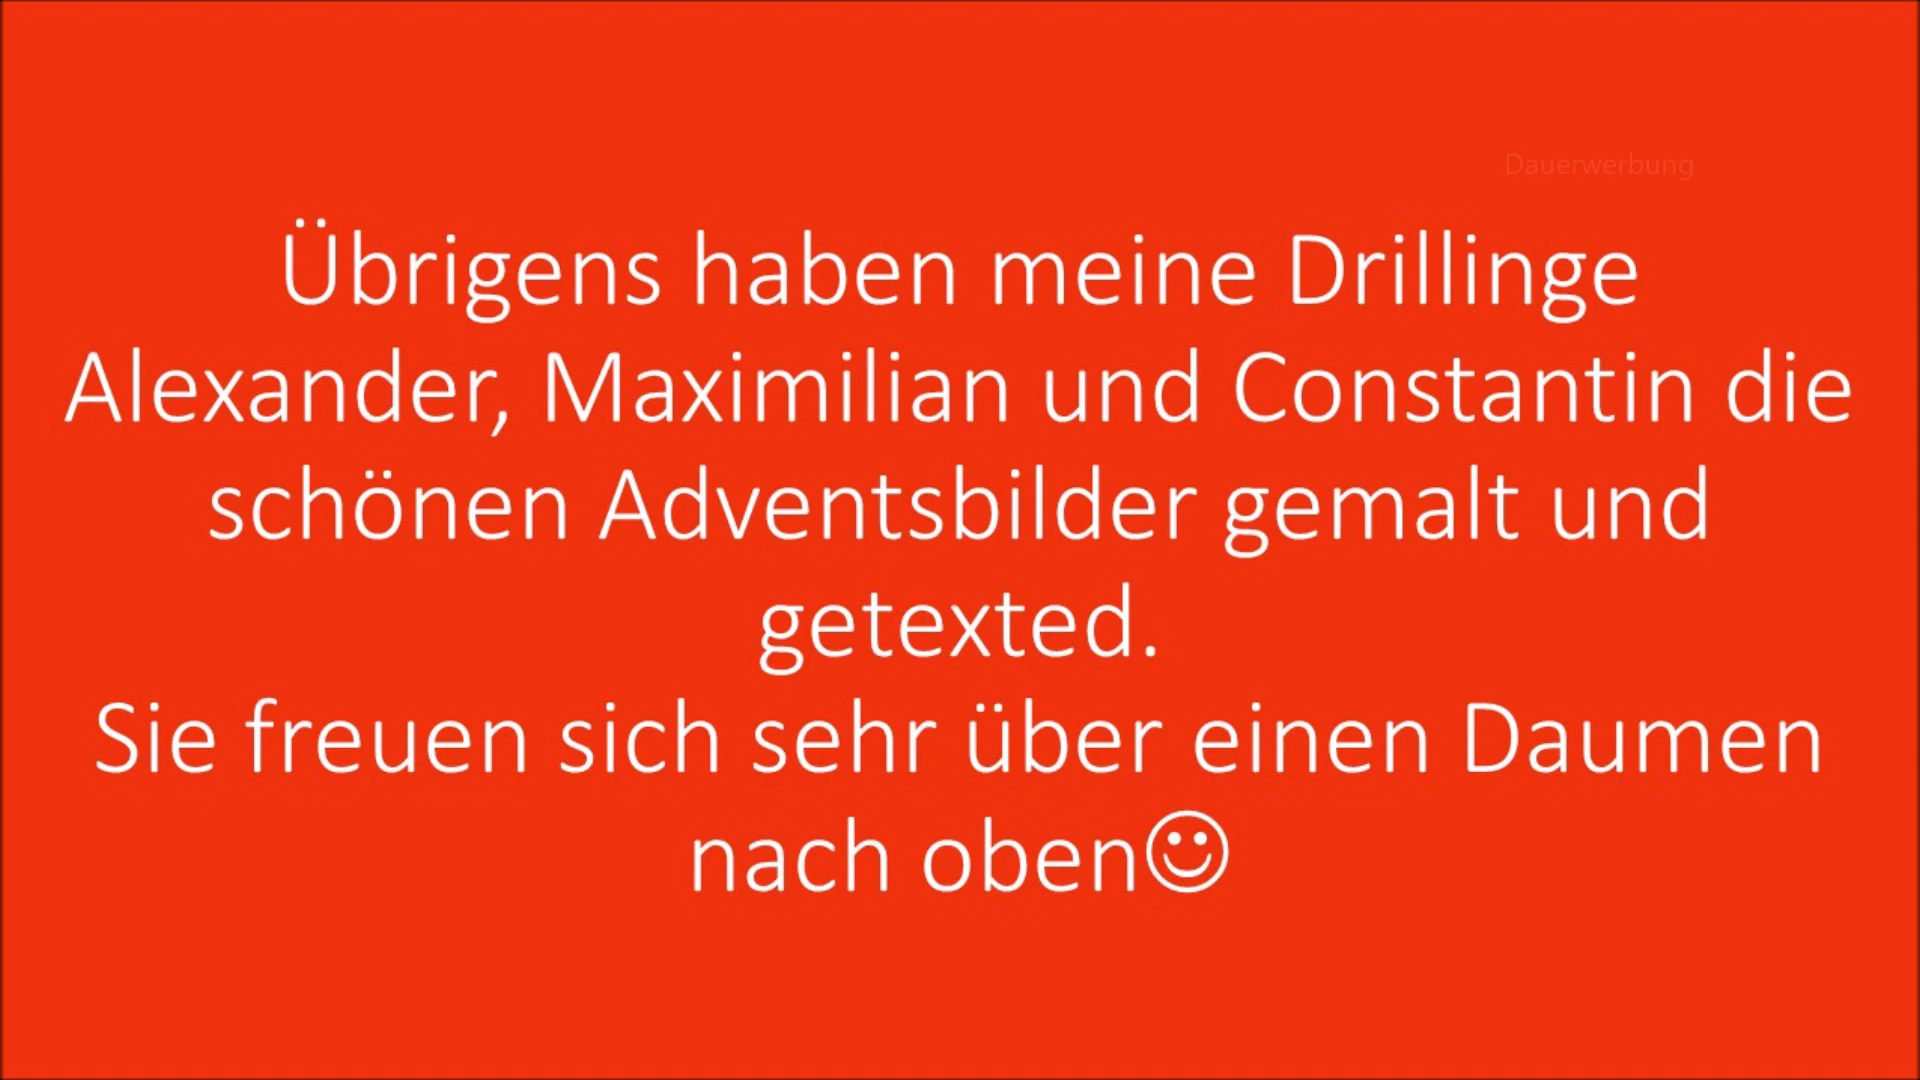 Dauerwerbung
Übrigens haben meine Drillinge
Alexander, Maximilian und Constantin die
schönen Adventsbilder gemalt und
getexted.
Sie freuen sich sehr über einen Daumen
nach oben☺